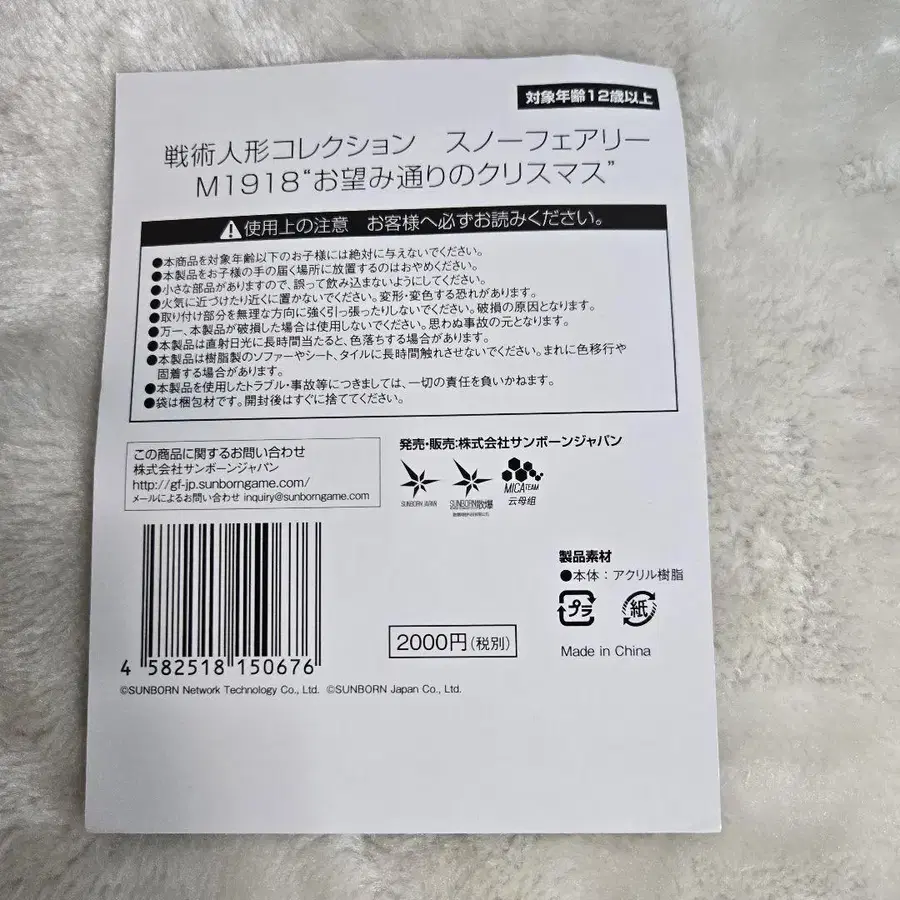 対象年齢12歳以上
戦術人形コレクション　スノーフェアリー
M1918“お望み通りのクリスマス”
使用上の注意　お客様へ必ずお読みください。
●本商品を対象年齢以下のお子様には絶対に与えないでください。
●本製品をお子様の手の届く場所に放置するのはおやめください。
●小さな部品がありますので、誤って飲み込まないようにしてください。
●火気に近づけたり近くに置かないでください。変形・変色する恐れがあります。
●取り付け部分を無理な方向に強く引っ張ったりしないでください。破損の原因となります。
●万一、本製品が破損した場合は使用しないでください。思わぬ事故の元となります。
●本製品は直射日光に長時間当たると、色落ちする場合があります。
●本製品は樹脂製のソファーやシート、タイルに長時間触れさせないでください。まれに色移行や
固着する場合があります。
●本製品を使用したトラブル・事故等につきましては、一切の責任を負いかねます。
●袋は梱包材です。開封後はすぐに捨ててください。
この商品に関するお問い合わせ
株式会社サンボーンジャパン
http://gf-jp.sunborngame.com/
メールによるお問い合わせ inquiry@sunborngame.com
発売・販売：株式会社サンボーンジャパン
SUNBORN JAPAN
SUNBORN散爆
MICA TEAM
云母组
製品素材
●本体：アクリル樹脂
プラ
紙
Made in China
2000円(税別)
4 582518 150676
©SUNBORN Network Technology Co., Ltd. ©SUNBORN Japan Co., Ltd.